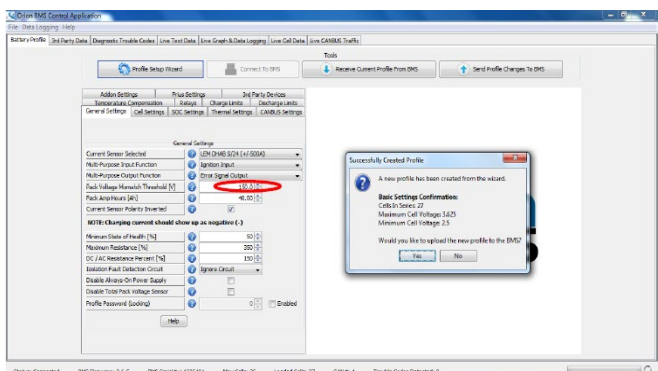 Orion BMS Control Application
File Data Logging Help
Battery Profile 3rd Party Data Diagnostic Trouble Codes Live Text Data Live Graph & Data Logging Live Cell Data Live CANBUS Traffic
Tools
Profile Setup Wizard Connect To BMS Receive Current Profile From BMS Send Profile Changes To BMS
Addon Settings Prius Settings 3rd Party Devices
Temperature Compensation Relays Charge Limits Discharge Limits
General Settings Cell Settings SOC Settings Thermal Settings CANBUS Settings
General Settings
Current Sensor Selected LEM DHAB S/24 (+/-500A)
Multi-Purpose Input Function Ignition Input
Multi-Purpose Output Function Error Signal Output
Pack Voltage Mismatch Threshold [V]
Pack Amp Hours [Ah] 40.00
Current Sensor Polarity Inverted
NOTE: Charging current should show up as negative (-)
Minimum State of Health [%] 50
Maximum Resistance [%] 350
DC / AC Resistance Percent [%] 150
Isolation Fault Detection Circuit Ignore Circuit
Disable Always-On Power Supply
Disable Total Pack Voltage Sensor
Profile Password (Locking) 0 Enabled
Help
Successfully Created Profile
A new profile has been created from the wizard.
Basic Settings Confirmation:
Cells In Series: 27
Maximum Cell Voltage: 3.625
Minimum Cell Voltage: 2.5
Would you like to upload the new profile to the BMS?
Yes No